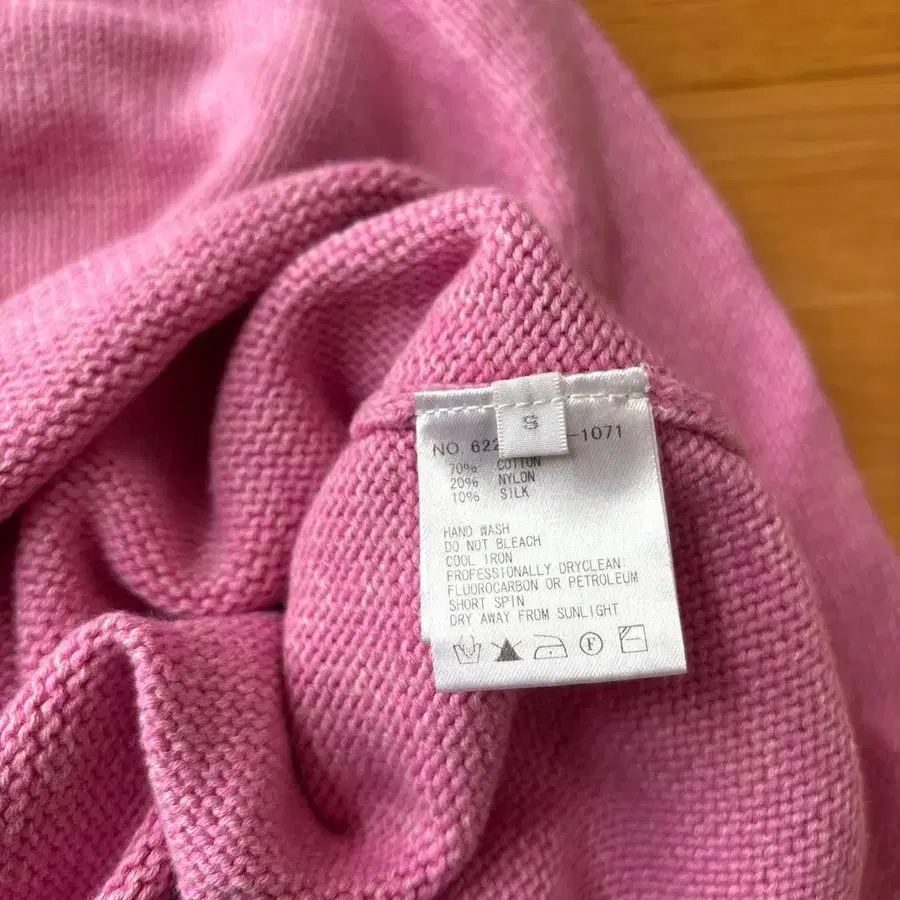 S
NO. 622 -1071
70% COTTON
20% NYLON
10% SILK
HAND WASH
DO NOT BLEACH
COOL IRON
PROFESSIONALLY DRYCLEAN:
FLUOROCARBON OR PETROLEUM
SHORT SPIN
DRY AWAY FROM SUNLIGHT
F